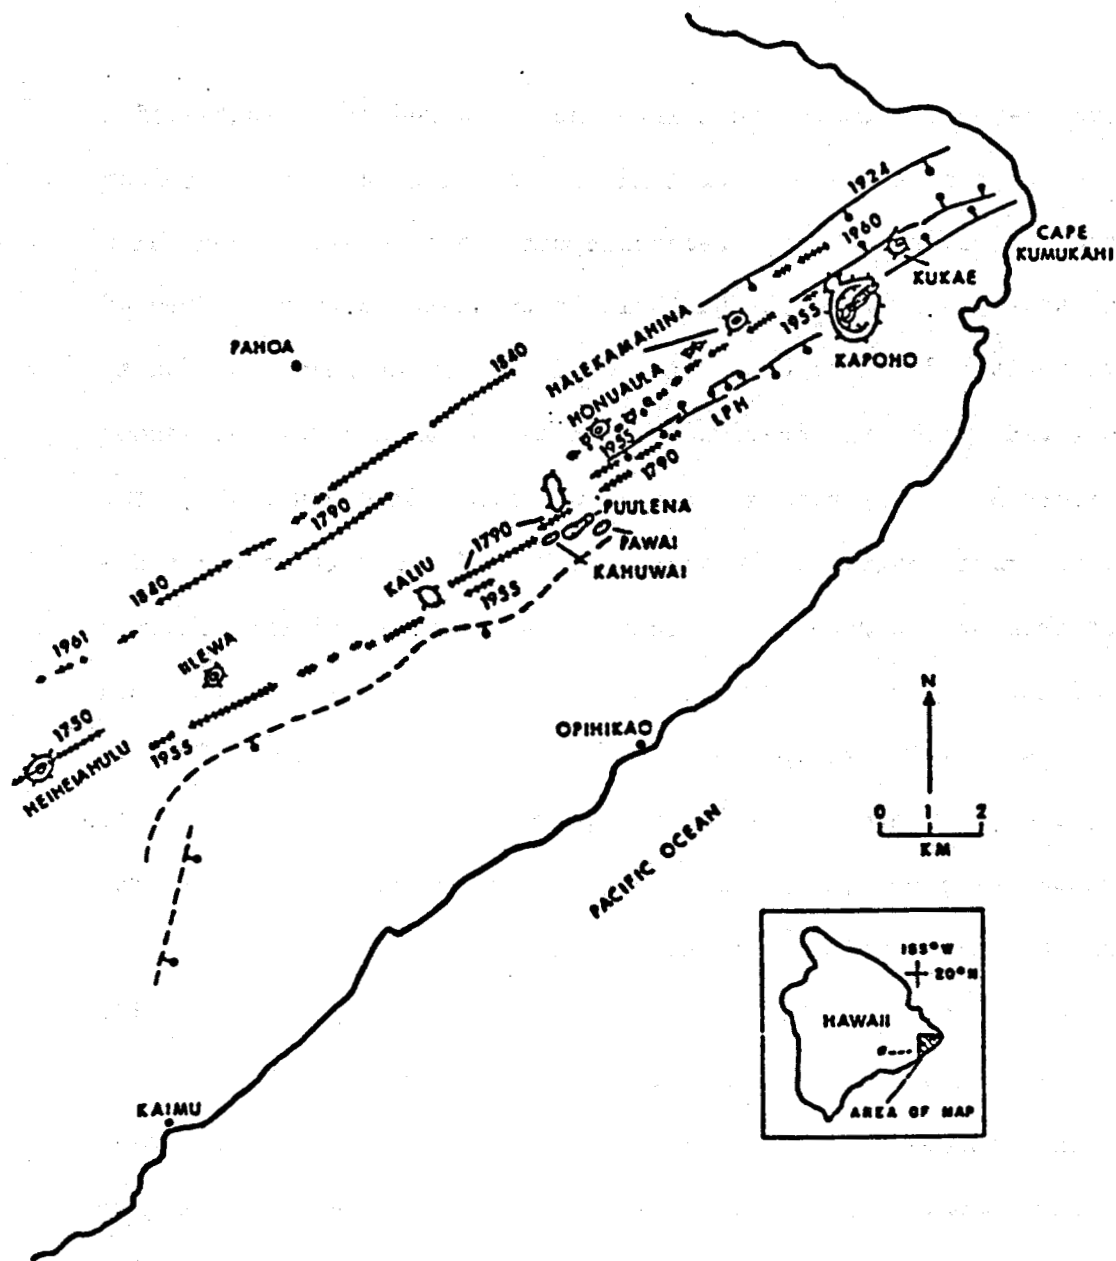 1924
1960
CAPE
KUMUKAHI
KUKAE
HALEKAMAHINA
1955
KAPOHO
PAHOA
1840
HONUAULA
LPH
1955
1790
1790
PUULENA
1790
PAWAI
KAHUWAI
KALIU
1955
1840
1961
IILEWA
1750
HEIHEIAHULU
1955
OPIHIKAO
N
0 1 2
KM
PACIFIC OCEAN
155°W
20°N
HAWAII
AREA OF MAP
KAIMU